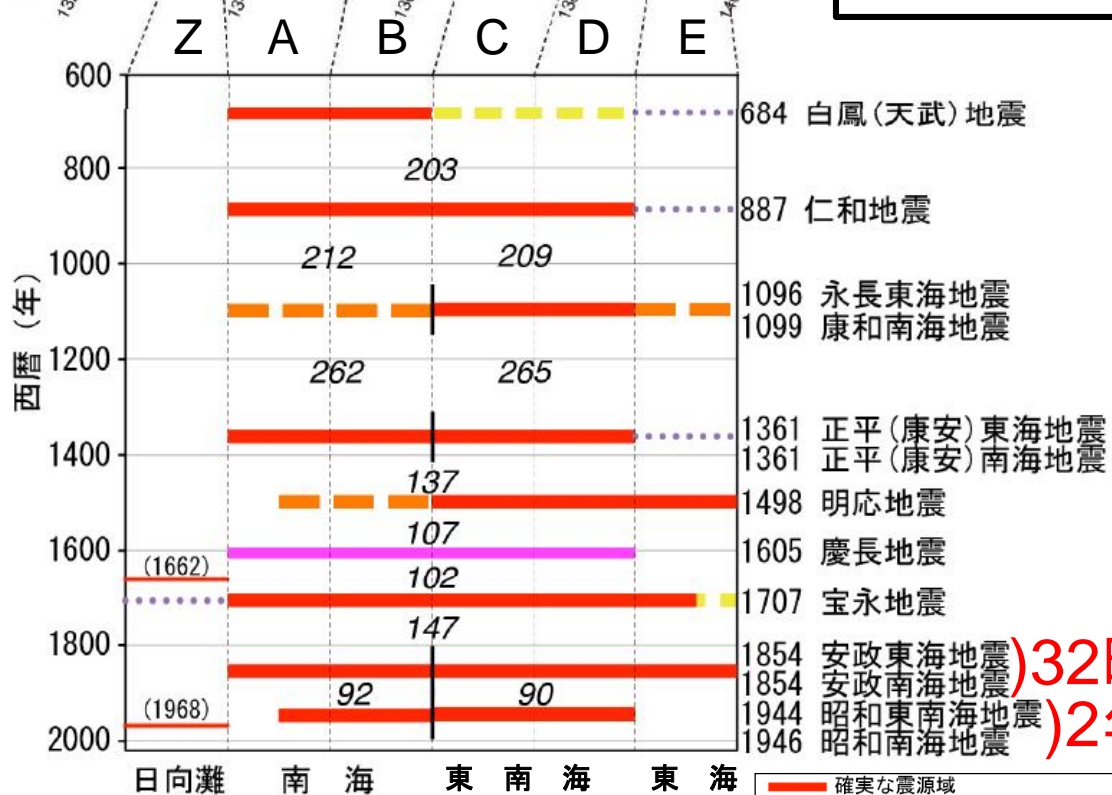 Z A B C D E
600
684 白鳳(天武)地震
800
203
887 仁和地震
1000
212 209
1096 永長東海地震
1099 康和南海地震
西暦(年)
1200
262 265
1361 正平(康安)東海地震
1361 正平(康安)南海地震
1400
137
1498 明応地震
107
1600
1605 慶長地震
(1662)
102
1707 宝永地震
147
1800
1854 安政東海地震
1854 安政南海地震
)32
92 90
(1968)
1944 昭和東南海地震
1946 昭和南海地震
)2
2000
日向灘 南海 東南海 東海
確実な震源域